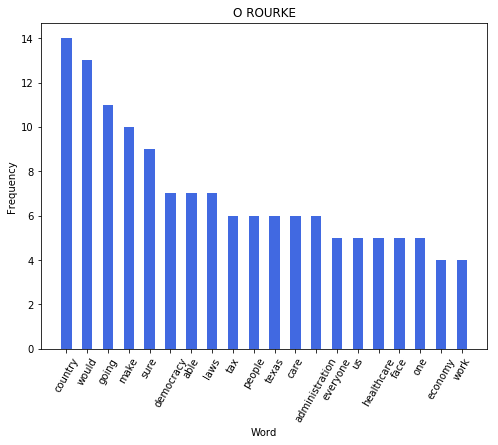 O ROURKE
Frequency
14
12
10
8
6
4
2
0
country
would
going
make
sure
democracy
able
laws
tax
people
texas
care
administration
everyone
us
healthcare
face
one
economy
work
Word